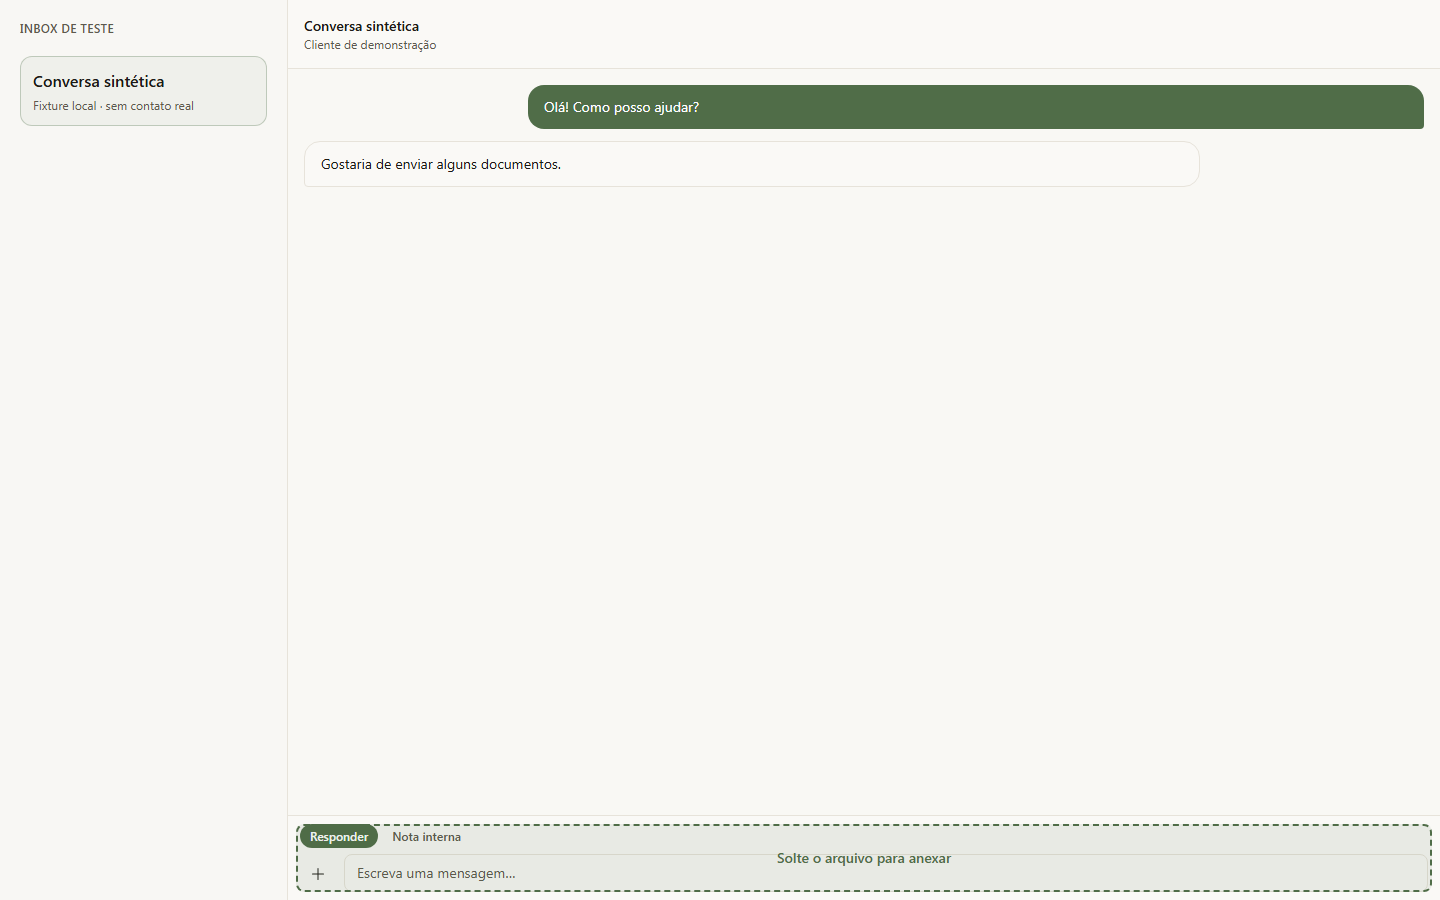 INBOX DE TESTE
Conversa sintética
Fixture local · sem contato real
Conversa sintética
Cliente de demonstração
Olá! Como posso ajudar?
Gostaria de enviar alguns documentos.
Responder
Nota interna
Solte o arquivo para anexar
Escreva uma mensagem...